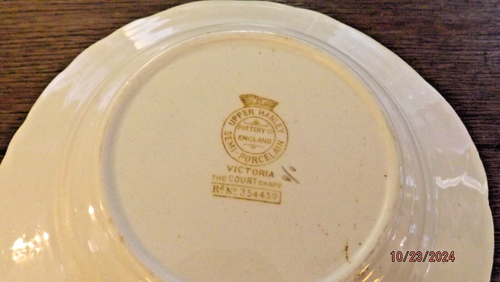 UPPER HANLEY
POTTERY Co
ENGLAND
SEMI-PORCELAIN
VICTORIA
THE COURT SHAPE
Rd No 354459
10/23/2024